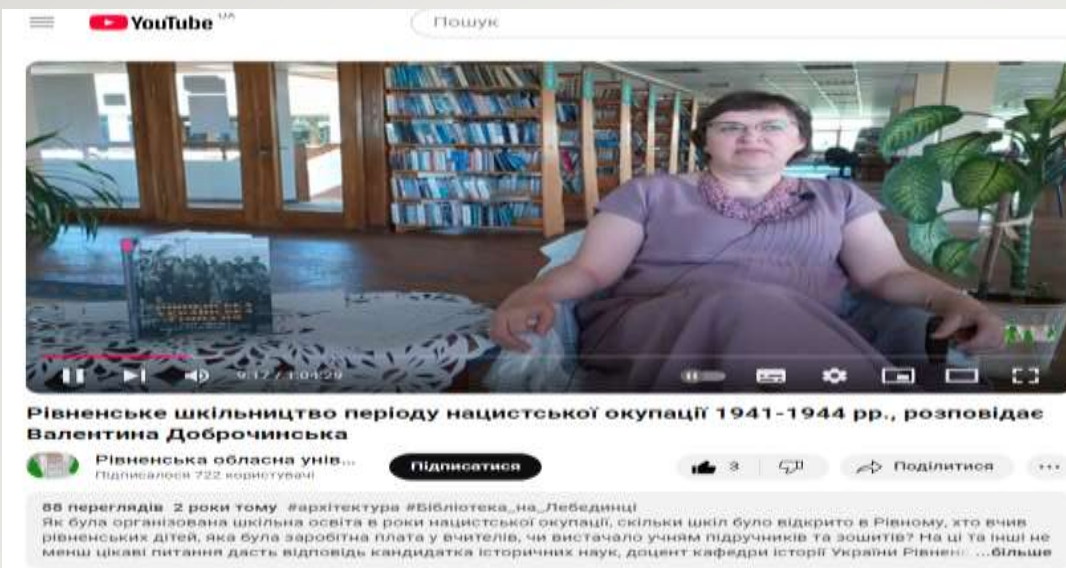 YouTube UA
Пошук
9:17 / 1:04:29
Рівненське шкільництво періоду нацистської окупації 1941-1944 рр., розповідає
Валентина Доброчинська
Рівненська обласна унів...
Підписалося 722 користувачі
Підписатися
3
Поділитися
88 переглядів 2 роки тому #архітектура #Бібліотека_на_Лебединці
Як була організована шкільна освіта в роки нацистської окупації, скільки шкіл було відкрито в Рівному, хто вчив
рівненських дітей, яка була заробітна плата у вчителів, чи вистачало учням підручників та зошитів? На ці та інші не
менш цікаві питання дасть відповідь кандидатка історичних наук, доцент кафедри історії України Рівнен ...більше